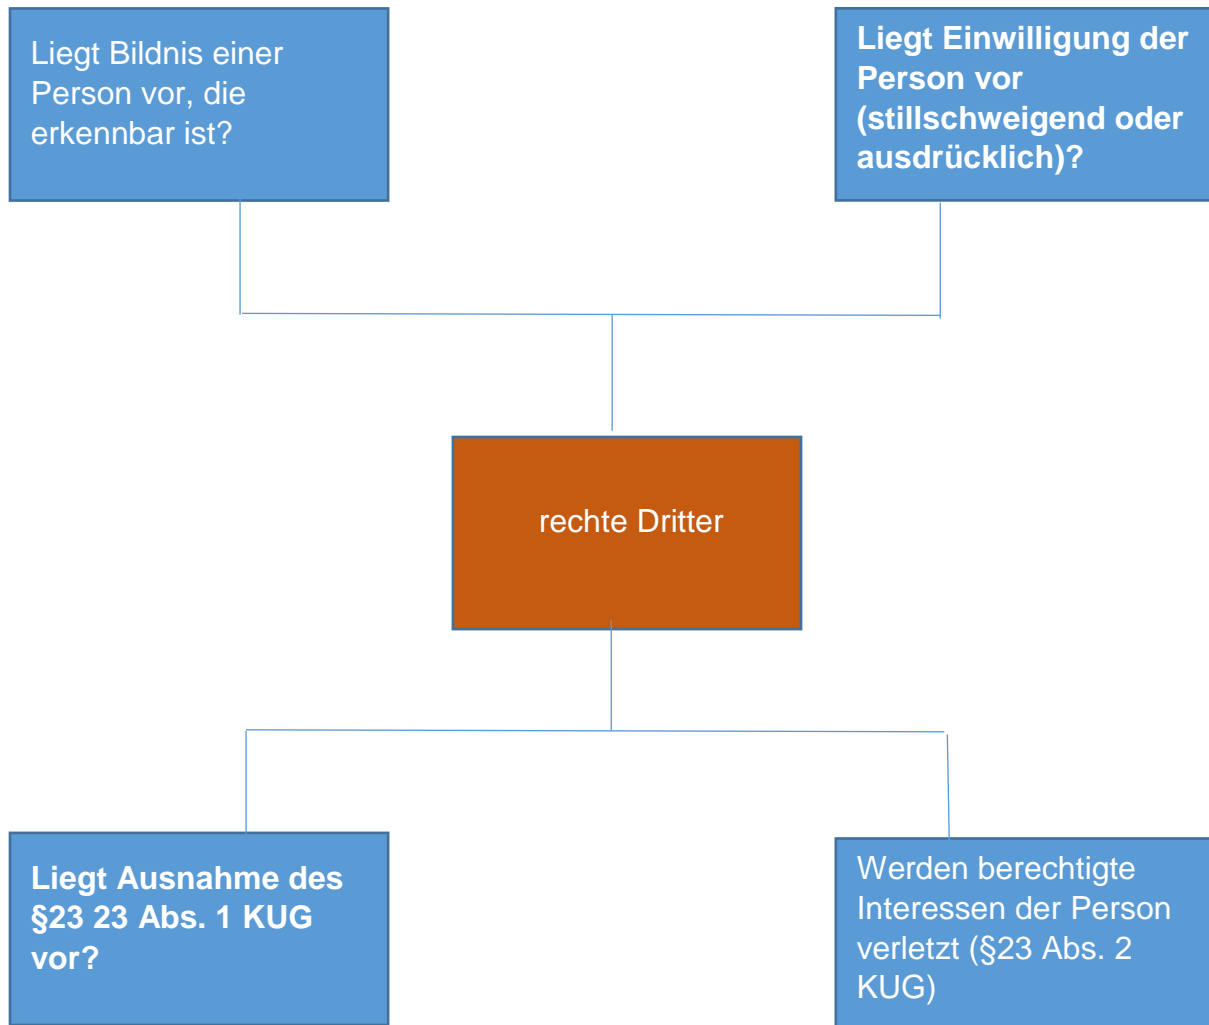 Liegt Bildnis einer
Person vor, die
erkennbar ist?
Liegt Einwilligung der
Person vor
(stillschweigend oder
ausdrücklich)?
rechte Dritter
Liegt Ausnahme des
§23 23 Abs. 1 KUG
vor?
Werden berechtigte
Interessen der Person
verletzt (§23 Abs. 2
KUG)